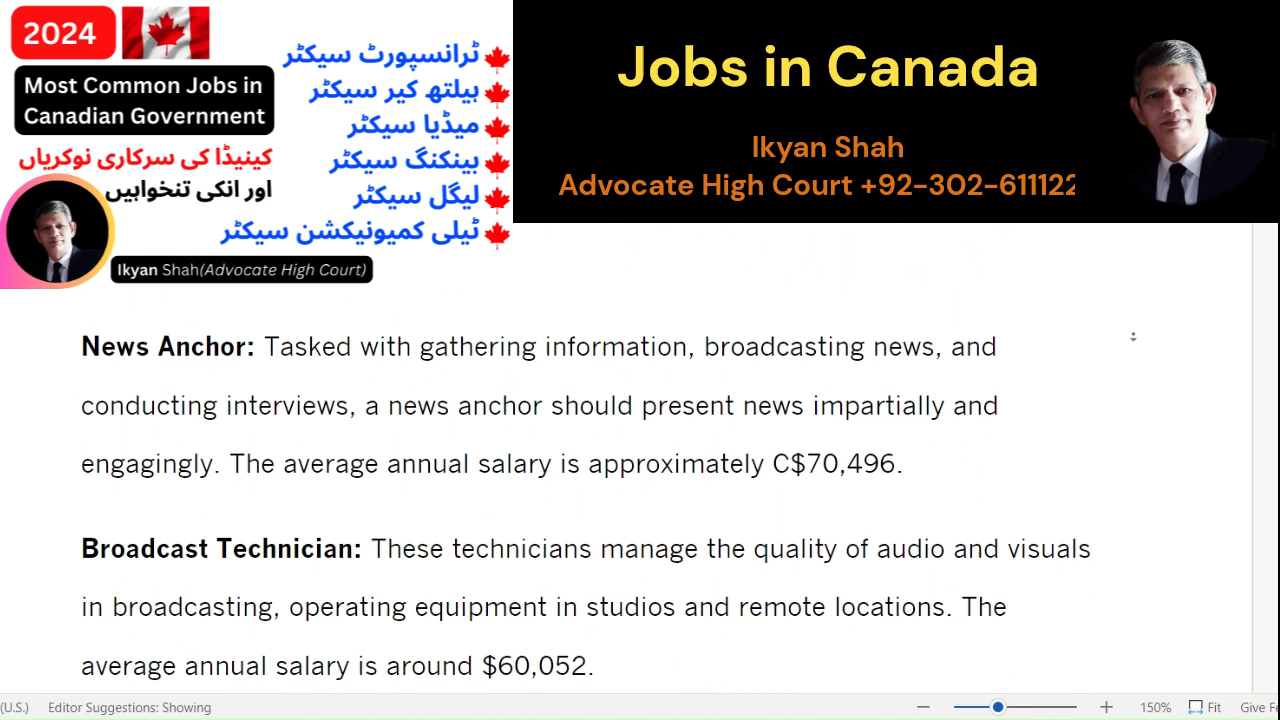 2024
Most Common Jobs in
Canadian Government
کینیڈا کی سرکاری نوکریاں
اور انکی تنخواہیں
ٹرانسپورٹ سیکٹر
ہیلتھ کیر سیکٹر
میڈیا سیکٹر
بینکنگ سیکٹر
لیگل سیکٹر
ٹیلی کمیونیکشن سیکٹر
Ikyan Shah(Advocate High Court)
Jobs in Canada
Ikyan Shah
Advocate High Court +92-302-611122
News Anchor: Tasked with gathering information, broadcasting news, and
conducting interviews, a news anchor should present news impartially and
engagingly. The average annual salary is approximately C$70,496.
Broadcast Technician: These technicians manage the quality of audio and visuals
in broadcasting, operating equipment in studios and remote locations. The
average annual salary is around $60,052.
(U.S.) Editor Suggestions: Showing 150% Fit Give